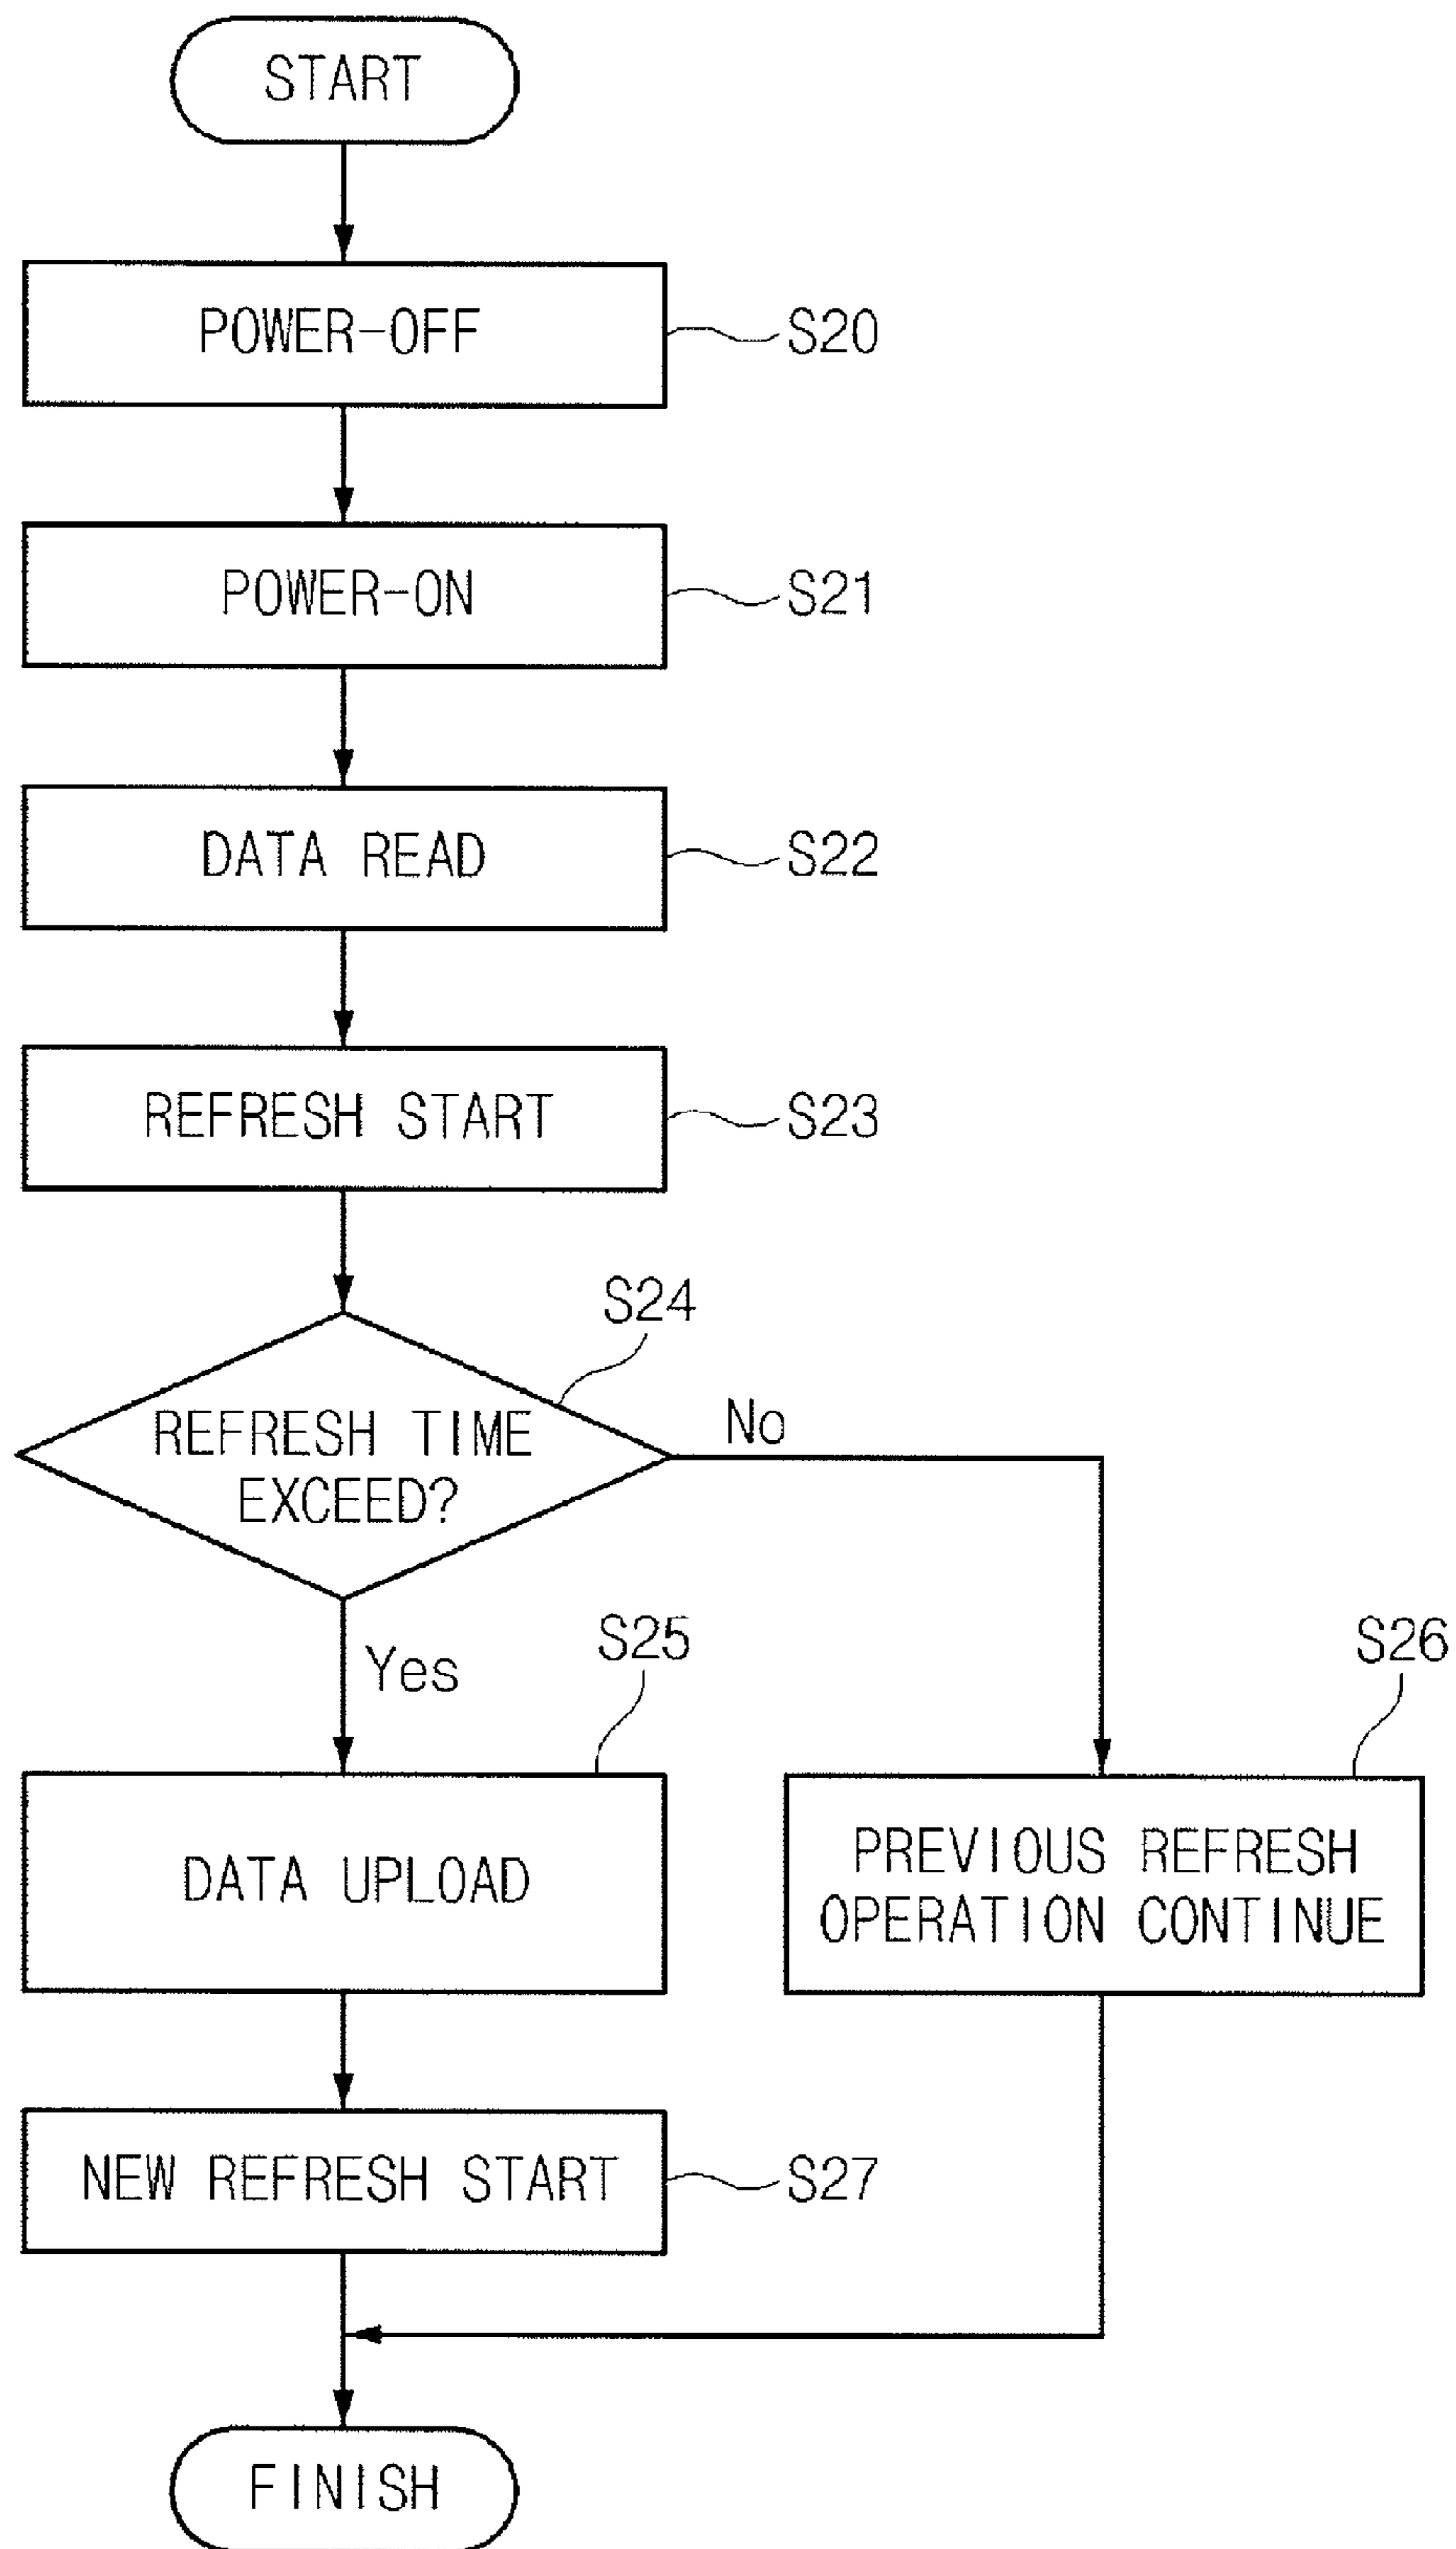 START
POWER-OFF
S20
POWER-ON
S21
DATA READ
S22
REFRESH START
S23
S24
REFRESH TIME
EXCEED?
No
Yes
S25
S26
DATA UPLOAD
PREVIOUS REFRESH
OPERATION CONTINUE
NEW REFRESH START
S27
FINISH